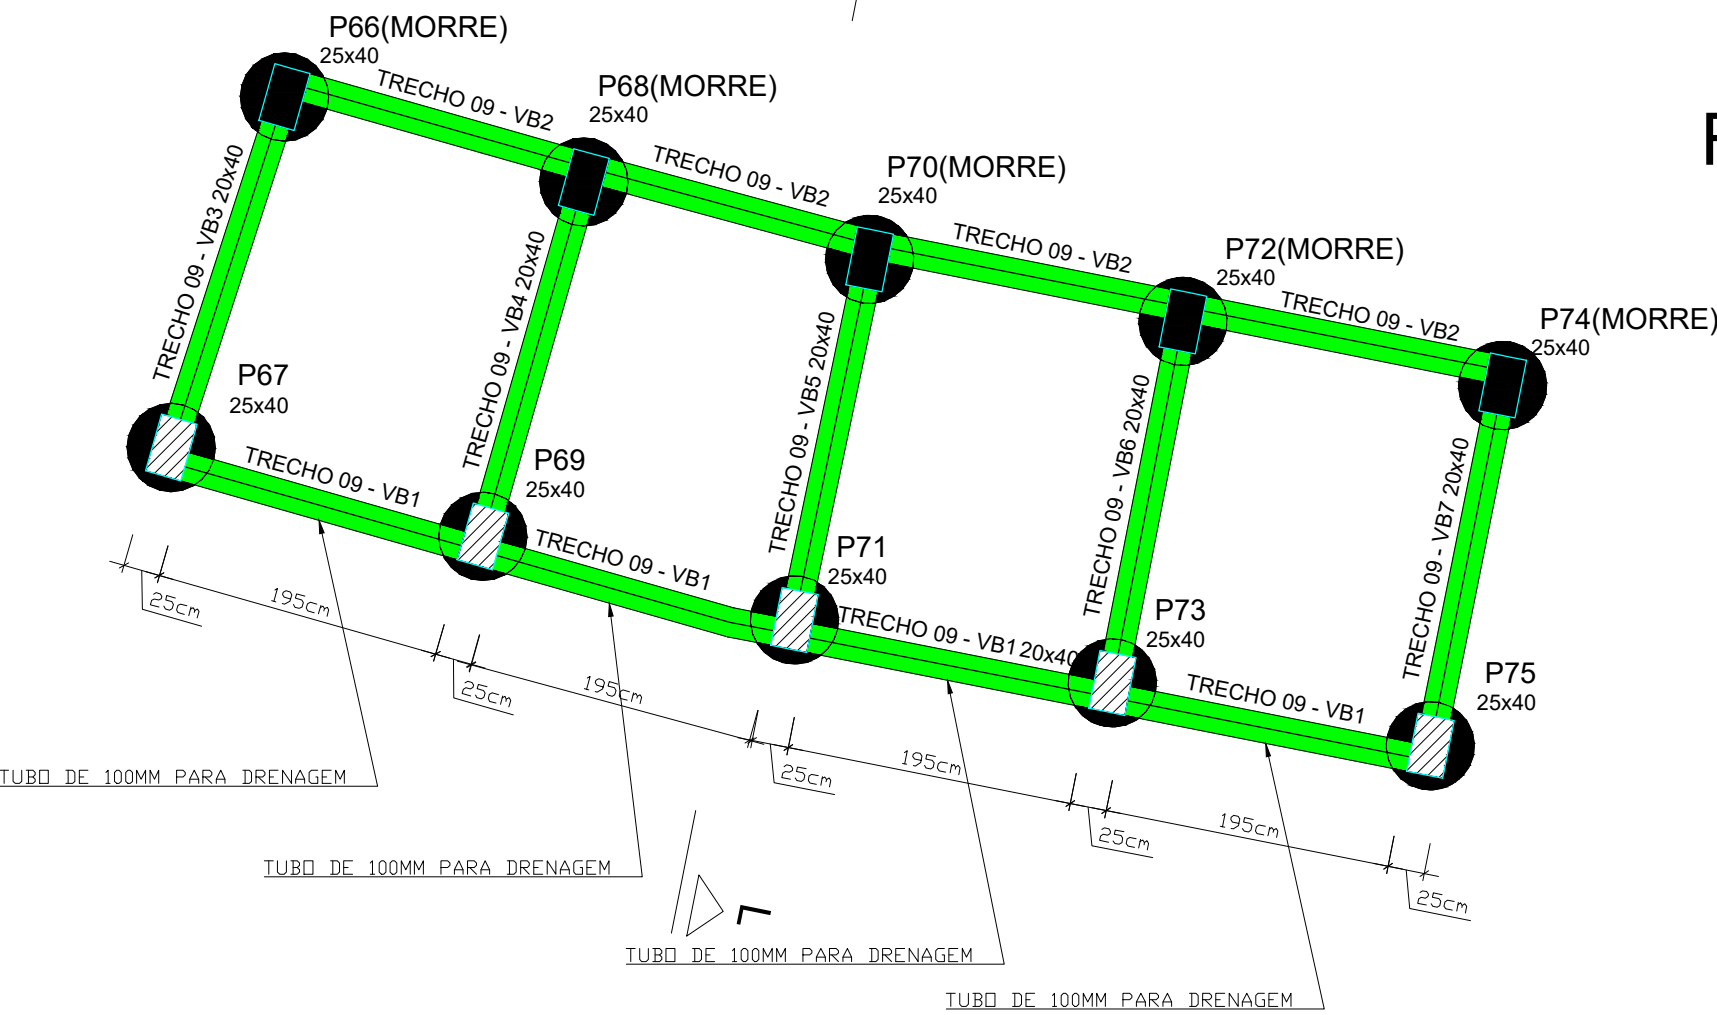 P66(MORRE)
25x40
TRECHO 09 - VB2
P68(MORRE)
25x40
TRECHO 09 - VB2
P70(MORRE)
25x40
TRECHO 09 - VB2
P72(MORRE)
25x40
TRECHO 09 - VB2
P74(MORRE)
25x40
TRECHO 09 - VB3 20x40
TRECHO 09 - VB4 20x40
TRECHO 09 - VB5 20x40
TRECHO 09 - VB6 20x40
TRECHO 09 - VB7 20x40
P67
25x40
TRECHO 09 - VB1
P69
25x40
TRECHO 09 - VB1
P71
25x40
TRECHO 09 - VB1 20x40
P73
25x40
TRECHO 09 - VB1
P75
25x40
25cm
195cm
25cm
195cm
25cm
195cm
25cm
195cm
25cm
TUBO DE 100MM PARA DRENAGEM
TUBO DE 100MM PARA DRENAGEM
TUBO DE 100MM PARA DRENAGEM
TUBO DE 100MM PARA DRENAGEM